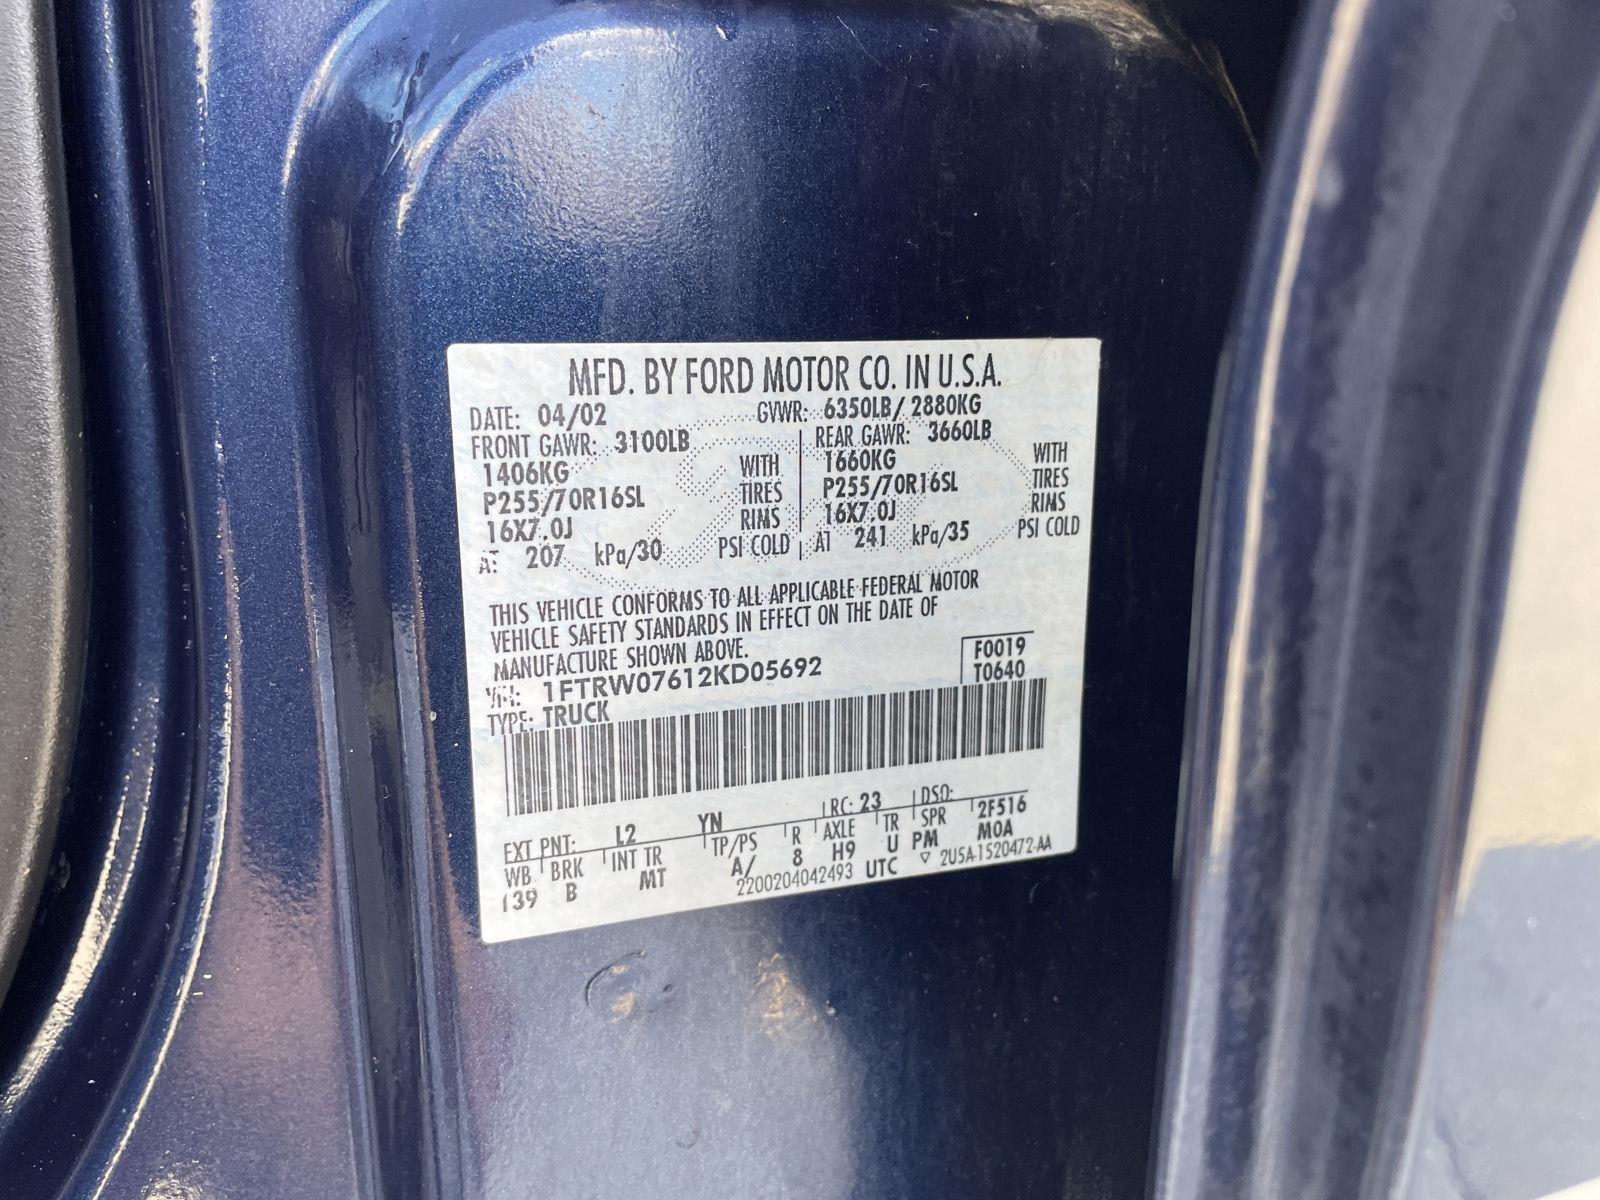 MFD. BY FORD MOTOR CO. IN U.S.A.
DATE: 04/02 GVWR: 6350LB/ 2880KG
FRONT GAWR: 3100LB REAR GAWR: 3660LB
1406KG WITH 1660KG WITH
P255/70R16SL TIRES P255/70R16SL TIRES
16X7.0J RIMS 16X7.0J RIMS
AT: 207 kPa/30 PSI COLD AT 241 kPa/35 PSI COLD
THIS VEHICLE CONFORMS TO ALL APPLICABLE FEDERAL MOTOR
VEHICLE SAFETY STANDARDS IN EFFECT ON THE DATE OF
MANUFACTURE SHOWN ABOVE.
F0019
VIN: 1FTRW07612KD05692 T0640
TYPE: TRUCK
EXT PNT: L2 YN RC: 23 DSO: 2F516
WB BRK INT TR TP/PS R AXLE TR SPR
139 B MT A/ 8 H9 U PM M0A
2200204042493 UTC ▽ 2U5A-1520472-AA